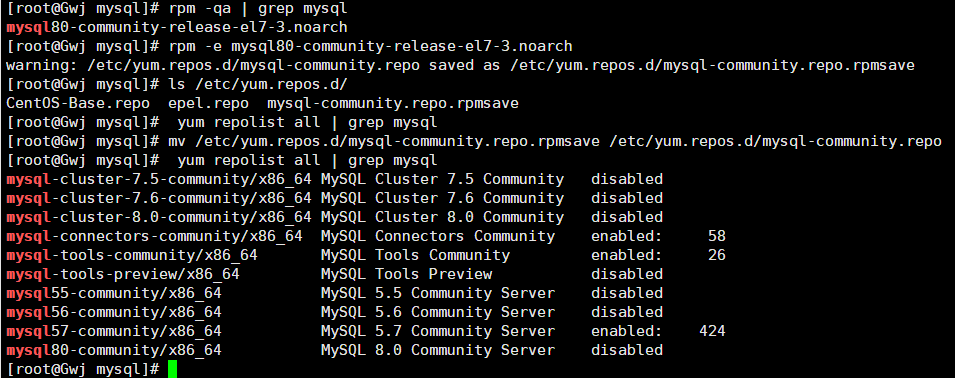 [root@Gwj mysql]# rpm -qa | grep mysql
mysql80-community-release-el7-3.noarch
[root@Gwj mysql]# rpm -e mysql80-community-release-el7-3.noarch
warning: /etc/yum.repos.d/mysql-community.repo saved as /etc/yum.repos.d/mysql-community.repo.rpmsave
[root@Gwj mysql]# ls /etc/yum.repos.d/
CentOS-Base.repo  epel.repo  mysql-community.repo.rpmsave
[root@Gwj mysql]#  yum repolist all | grep mysql
[root@Gwj mysql]# mv /etc/yum.repos.d/mysql-community.repo.rpmsave /etc/yum.repos.d/mysql-community.repo
[root@Gwj mysql]#  yum repolist all | grep mysql
mysql-cluster-7.5-community/x86_64 MySQL Cluster 7.5 Community   disabled
mysql-cluster-7.6-community/x86_64 MySQL Cluster 7.6 Community   disabled
mysql-cluster-8.0-community/x86_64 MySQL Cluster 8.0 Community   disabled
mysql-connectors-community/x86_64  MySQL Connectors Community    enabled:     58
mysql-tools-community/x86_64       MySQL Tools Community         enabled:     26
mysql-tools-preview/x86_64         MySQL Tools Preview           disabled
mysql55-community/x86_64           MySQL 5.5 Community Server    disabled
mysql56-community/x86_64           MySQL 5.6 Community Server    disabled
mysql57-community/x86_64           MySQL 5.7 Community Server    enabled:    424
mysql80-community/x86_64           MySQL 8.0 Community Server    disabled
[root@Gwj mysql]#